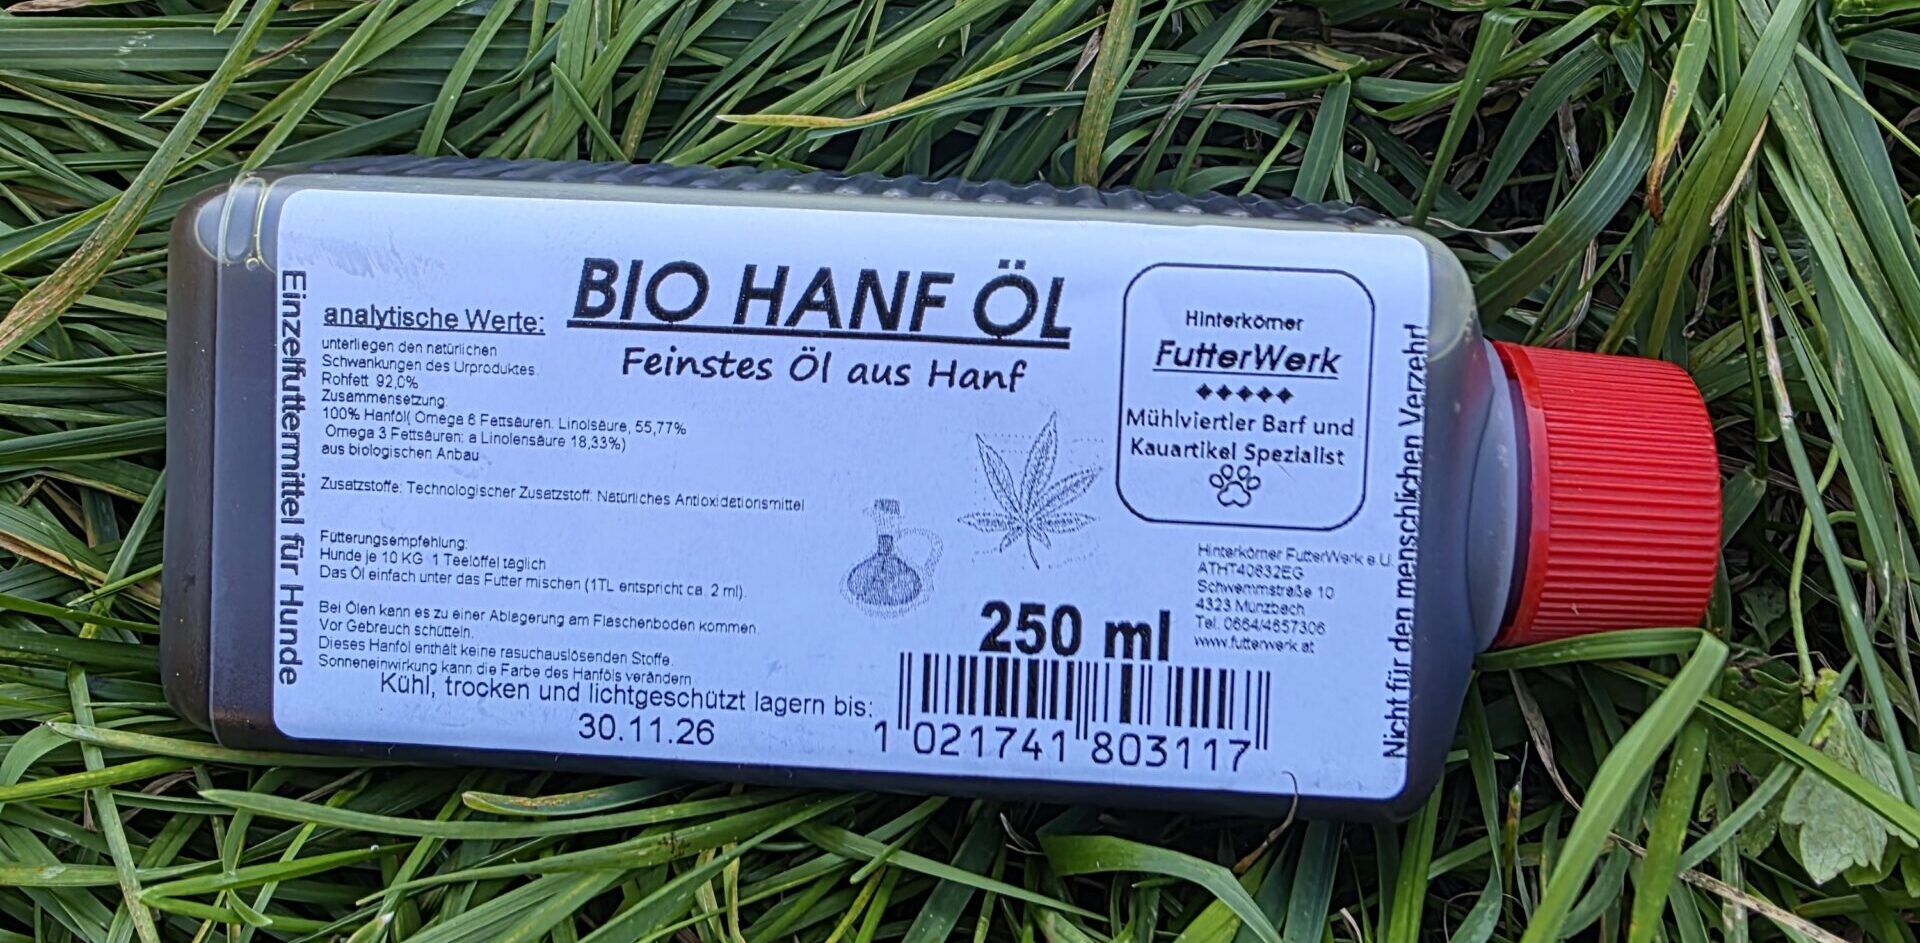 Einzelfuttermittel für Hunde
analytische Werte:
unterliegen den natürlichen
Schwankungen des Urproduktes.
Rohfett 92,0%
Zusammensetzung:
100% Hanföl( Omega 6 Fettsäuren: Linolsäure, 55,77%
Omega 3 Fettsäuren: a Linolensäure 18,33%)
aus biologischen Anbau
Zusatzstoffe: Technologischer Zusatzstoff: Natürliches Antioxidationsmittel
Fütterungsempfehlung:
Hunde je 10 KG 1 Teelöffel täglich
Das Öl einfach unter das Futter mischen (1TL entspricht ca. 2 ml).
Bei Ölen kann es zu einer Ablagerung am Flaschenboden kommen.
Vor Gebrauch schütteln.
Dieses Hanföl enthält keine rasuchauslösenden Stoffe.
Sonneneinwirkung kann die Farbe des Hanföls verändern
Kühl, trocken und lichtgeschützt lagern bis:
30.11.26
BIO HANF ÖL
Feinstes Öl aus Hanf
Hinterkörner
FutterWerk
Mühlviertler Barf und
Kauartikel Spezialist
Hinterkörner FutterWerk e.U.
ATHT40832EG
Schwemmstraße 10
4323 Münzbach
Tel. 0664/4657306
www.futterwerk.at
250 ml
1 021741 803117
Nicht für den menschlichen Verzehr!